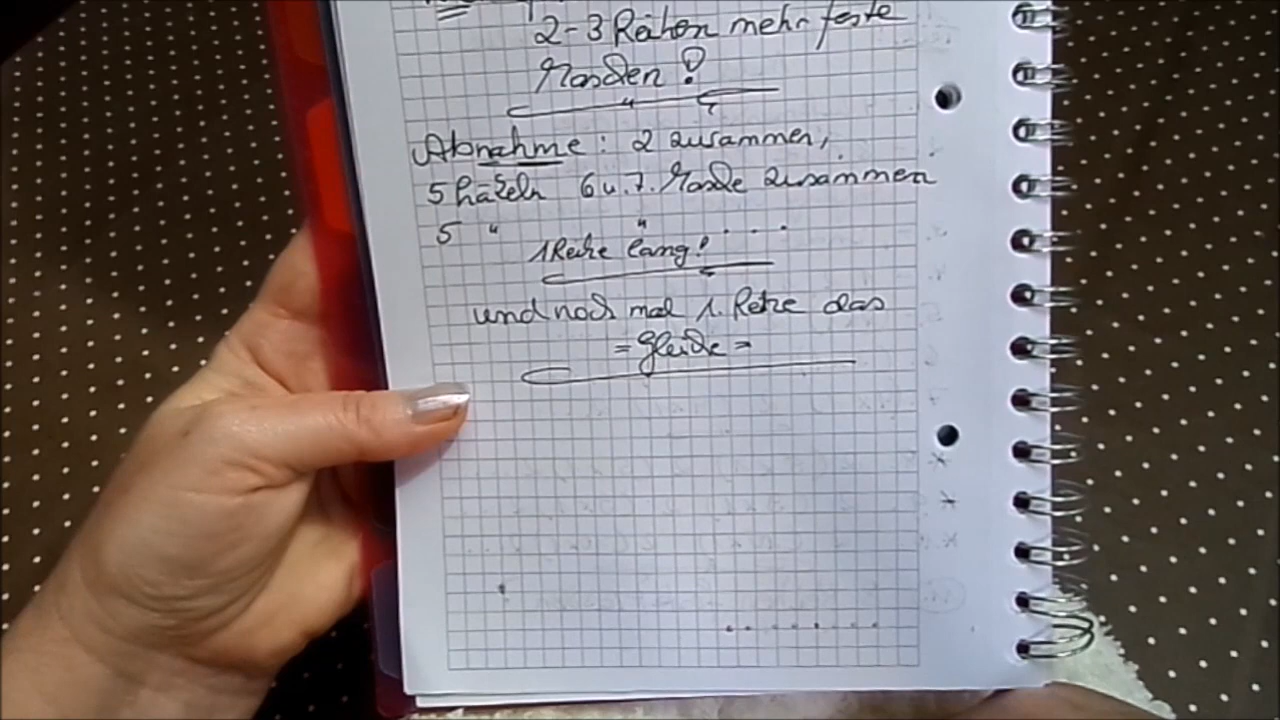 2-3 Reihen mehr feste
Maschen!
Abnahme: 2 zusammen,
5 häkeln 6 u. 7. Masche zusammen
5 " " . . .
1 Reihe lang!
und noch mal 1. Reihe das
= gleiche =